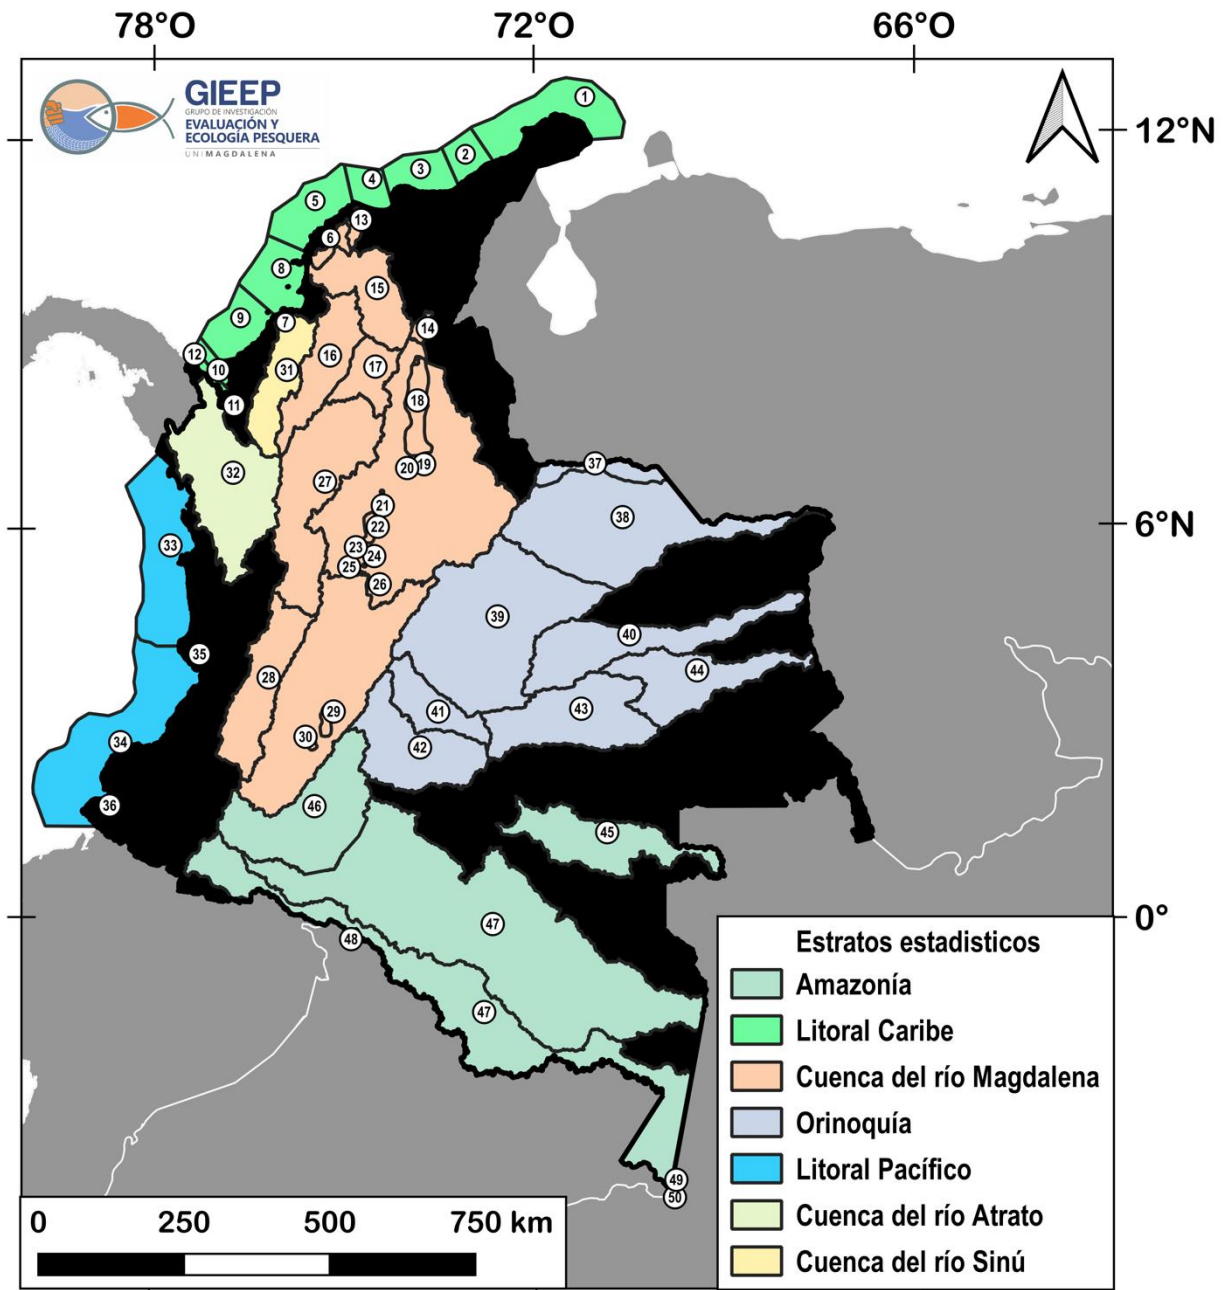 78°O
72°O
66°O
GIEEP
GRUPO DE INVESTIGACIÓN
EVALUACIÓN Y
ECOLOGÍA PESQUERA
UNIMAGDALENA
12°N
6°N
0°
1
2
3
4
5
13
6
8
15
9
7
14
12
16
10
31
17
11
18
32
27
20
19
37
21
38
22
33
23
24
25
26
39
40
35
44
28
29
41
43
34
30
42
36
46
45
47
48
47
49
50
Estratos estadisticos
Amazonía
Litoral Caribe
Cuenca del río Magdalena
Orinoquía
Litoral Pacífico
Cuenca del río Atrato
Cuenca del río Sinú
0 250 500 750 km